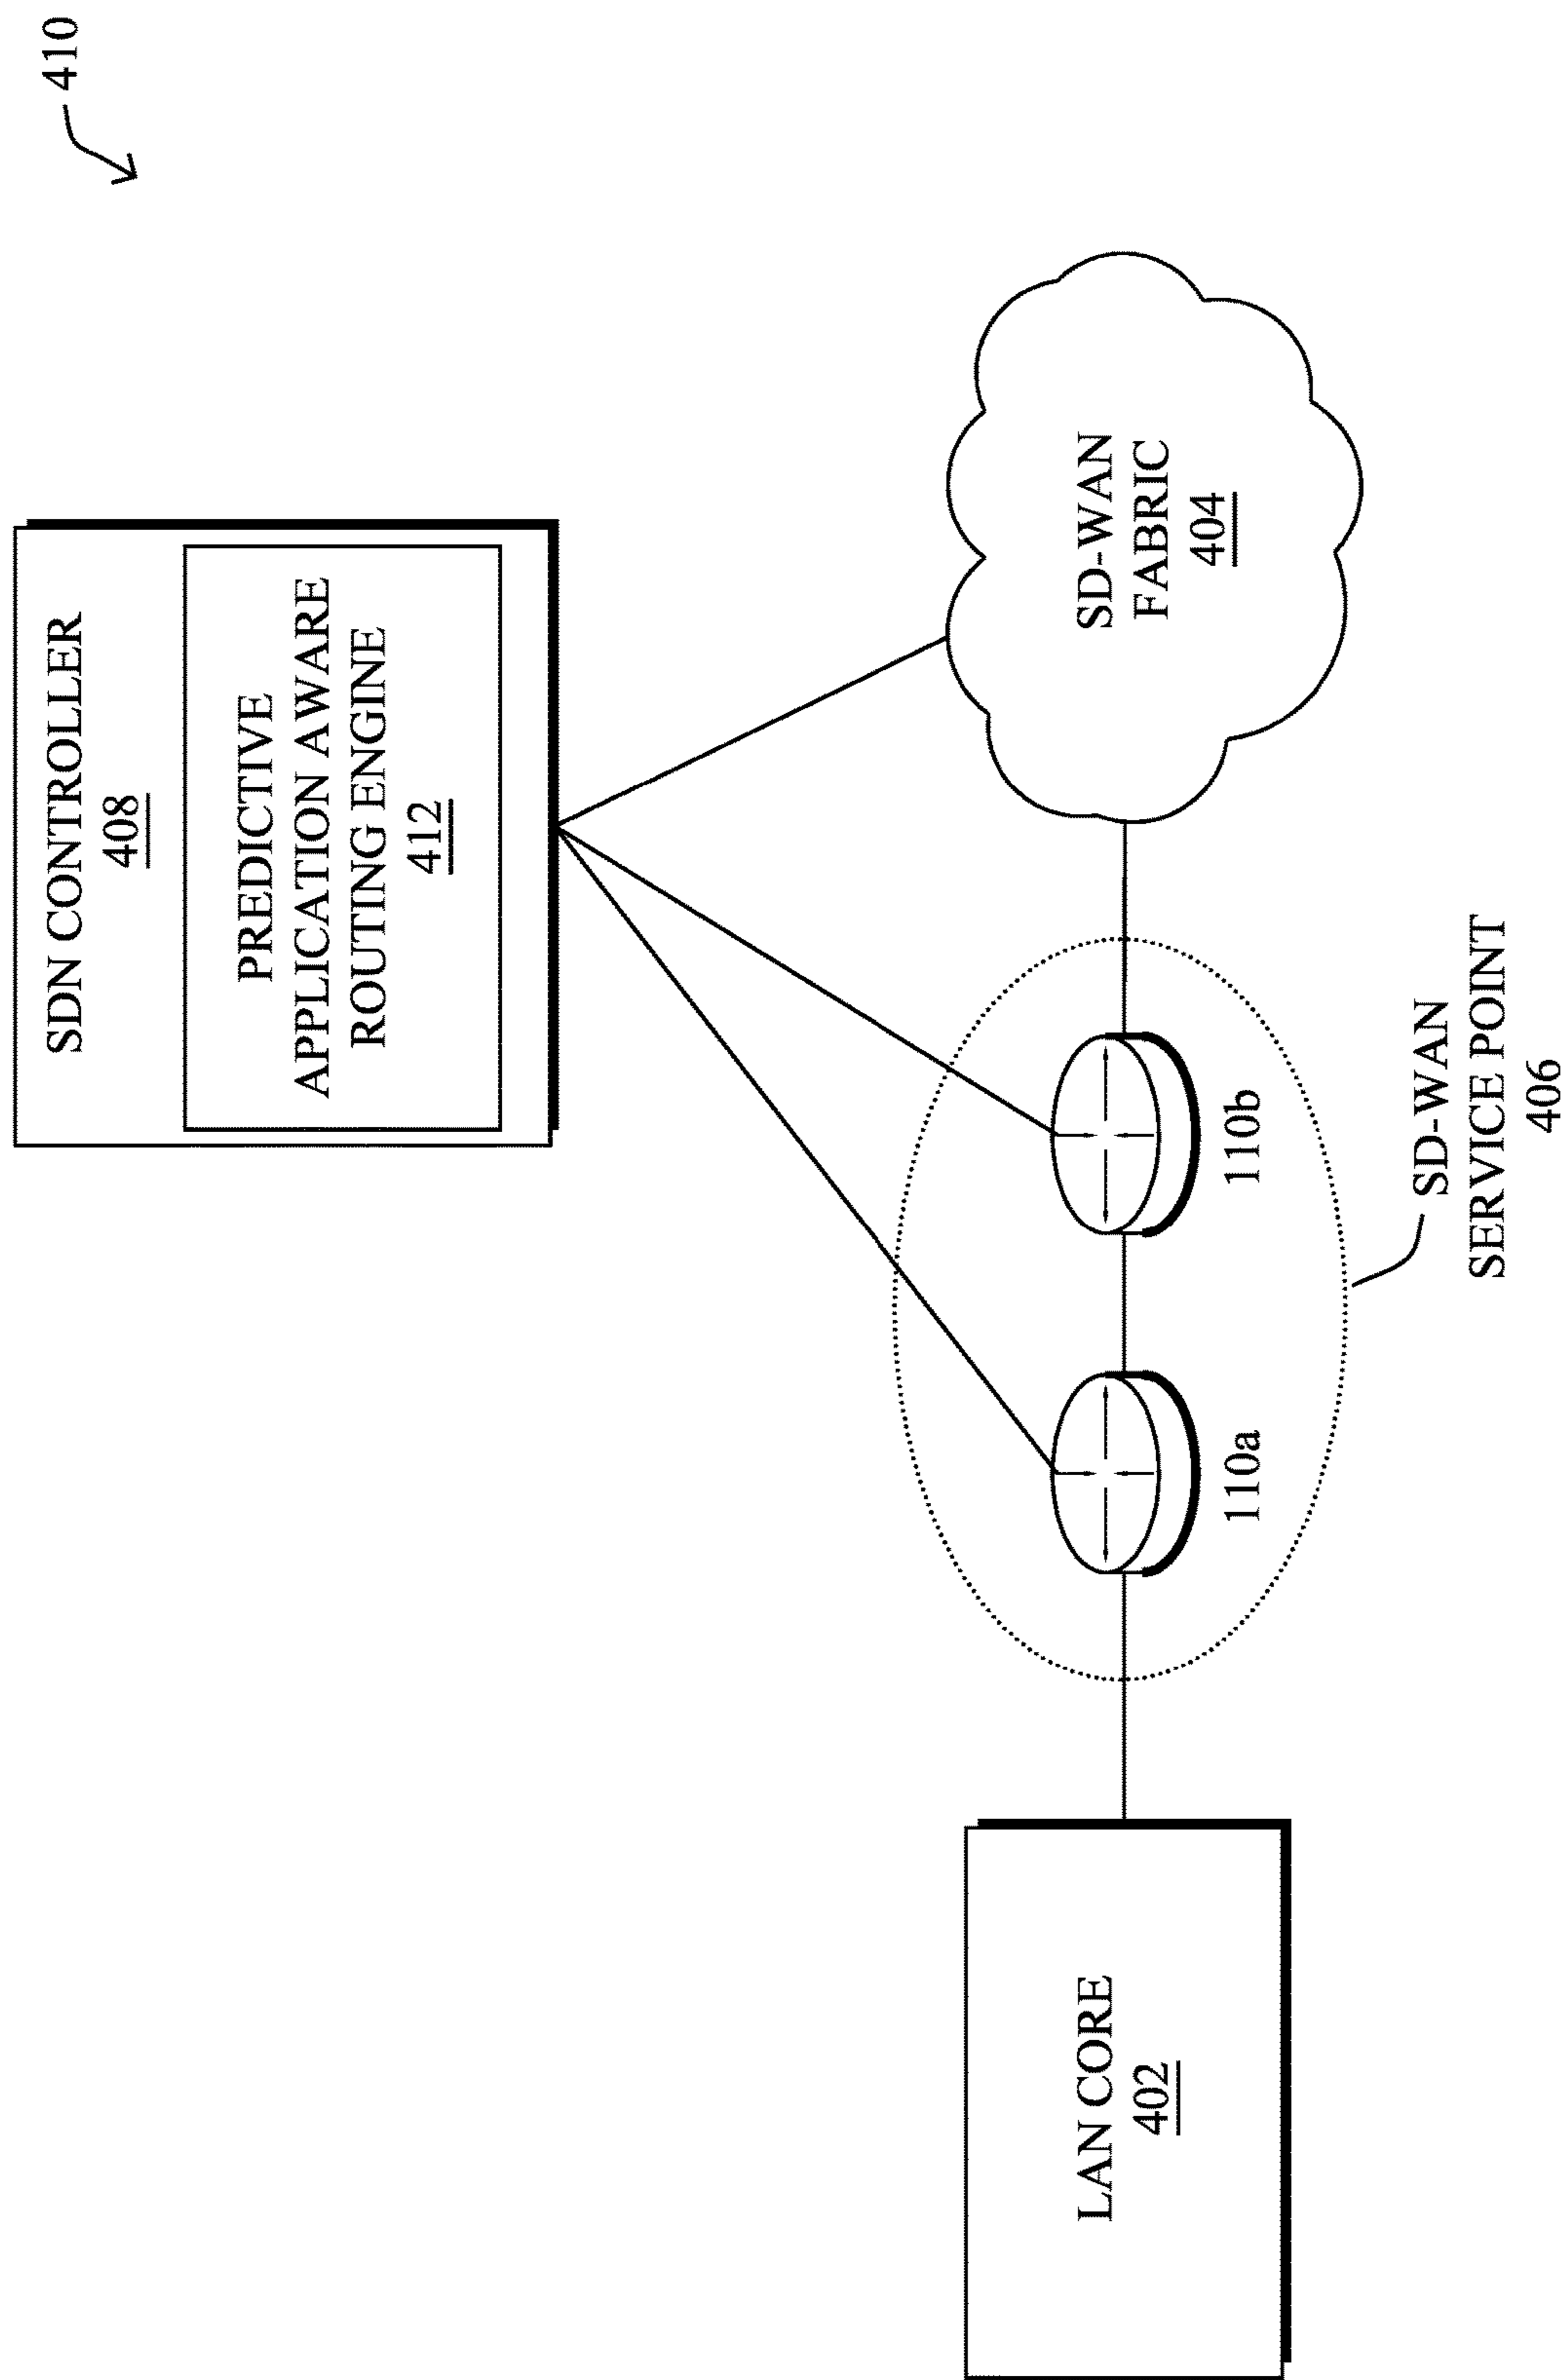 410
SDN CONTROLLER
408
PREDICTIVE
APPLICATION AWARE
ROUTING ENGINE
412
LAN CORE
402
110a
110b
SD-WAN
FABRIC
404
SD-WAN
SERVICE POINT
406